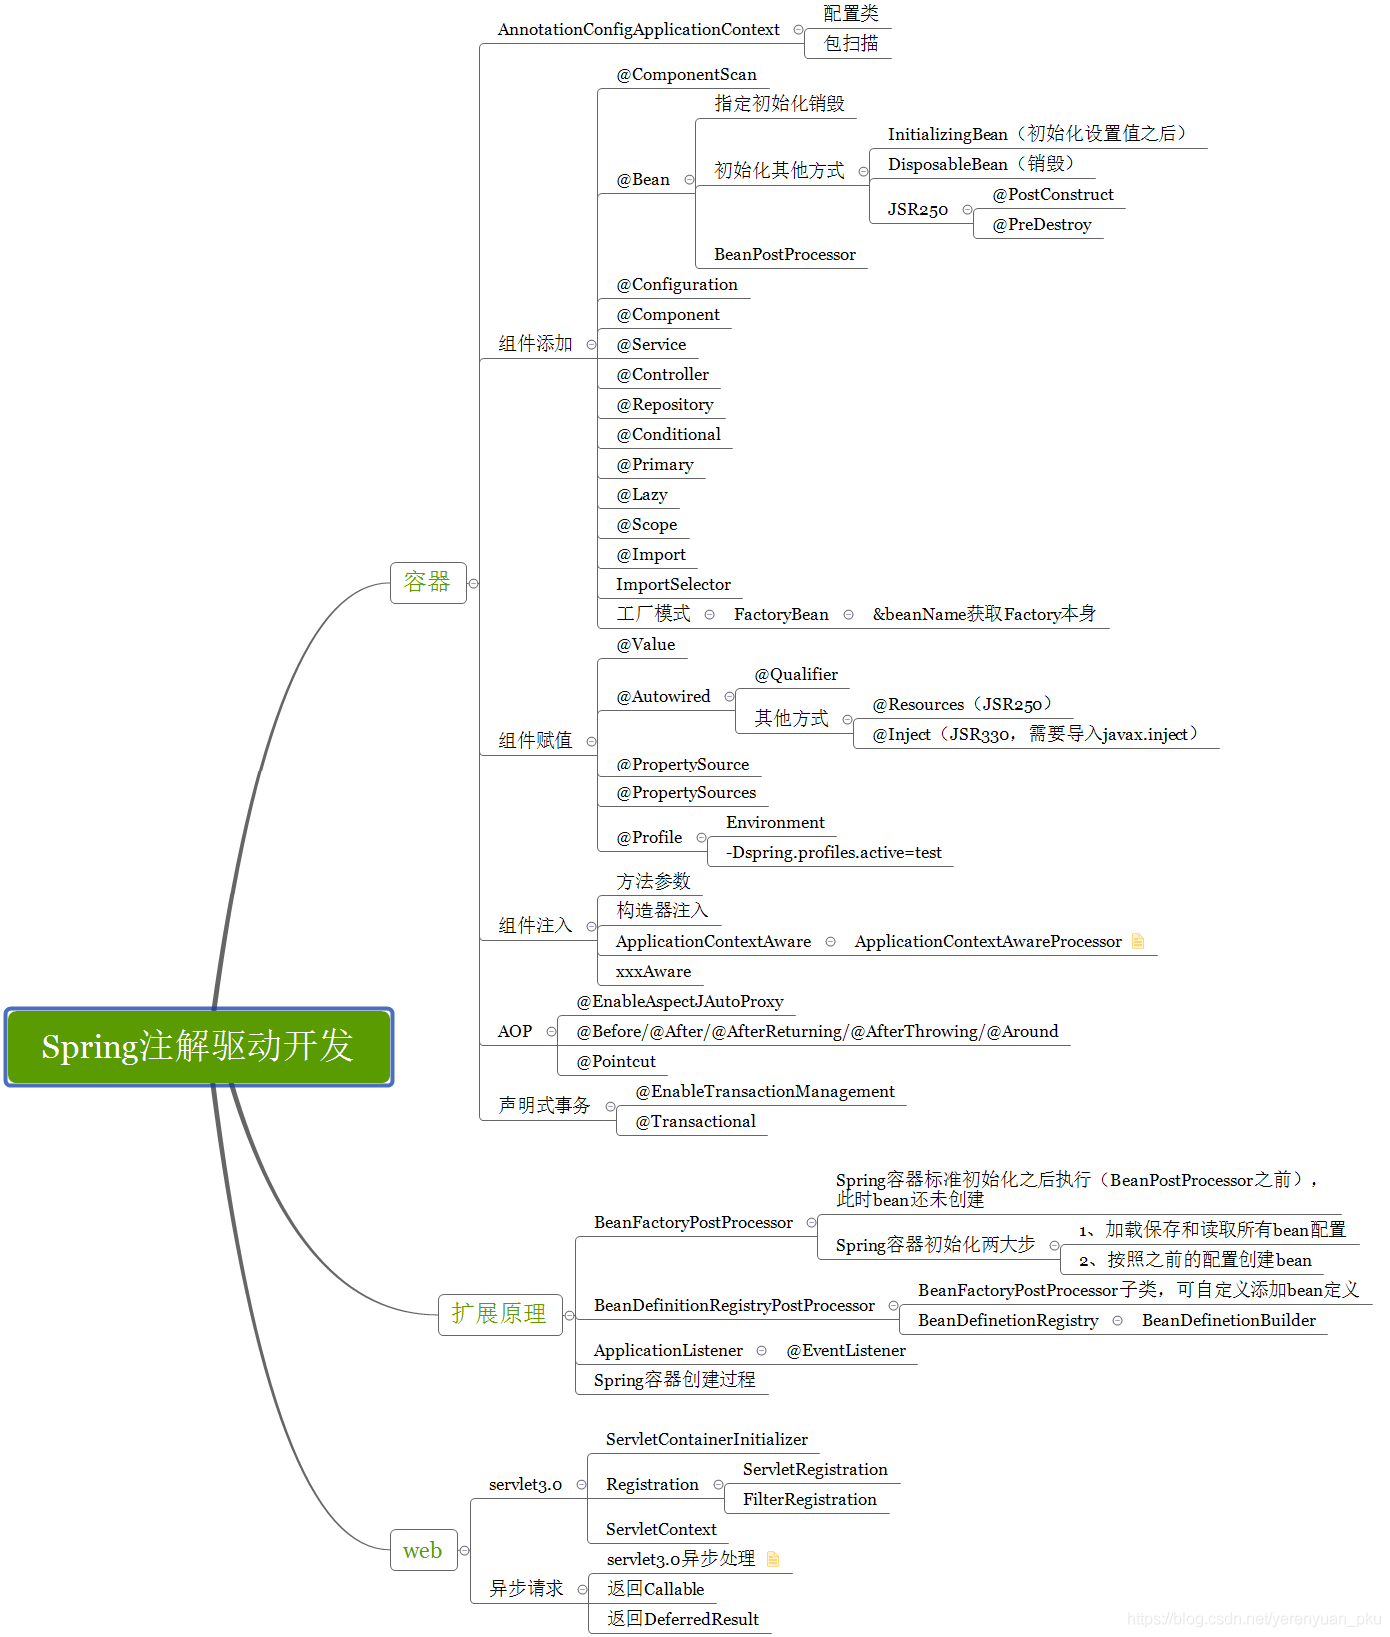 AnnotationConfigApplicationContext
配置类
包扫描
@ComponentScan
指定初始化销毁
InitializingBean（初始化设置值之后）
初始化其他方式
DisposableBean（销毁）
@Bean
@PostConstruct
JSR250
@PreDestroy
BeanPostProcessor
@Configuration
@Component
组件添加
@Service
@Controller
@Repository
@Conditional
@Primary
@Lazy
@Scope
@Import
容器
ImportSelector
工厂模式
FactoryBean
&beanName获取Factory本身
@Value
@Qualifier
@Autowired
@Resources（JSR250）
其他方式
@Inject（JSR330，需要导入javax.inject）
组件赋值
@PropertySource
@PropertySources
Environment
@Profile
-Dspring.profiles.active=test
方法参数
构造器注入
组件注入
ApplicationContextAware
ApplicationContextAwareProcessor
xxxAware
@EnableAspectJAutoProxy
AOP
@Before/@After/@AfterReturning/@AfterThrowing/@Around
Spring注解驱动开发
@Pointcut
@EnableTransactionManagement
声明式事务
@Transactional
Spring容器标准初始化之后执行（BeanPostProcessor之前），
此时bean还未创建
BeanFactoryPostProcessor
1、加载保存和读取所有bean配置
Spring容器初始化两大步
2、按照之前的配置创建bean
BeanFactoryPostProcessor子类，可自定义添加bean定义
BeanDefinitionRegistryPostProcessor
扩展原理
BeanDefinetionRegistry
BeanDefinetionBuilder
ApplicationListener
@EventListener
Spring容器创建过程
ServletContainerInitializer
ServletRegistration
servlet3.0
Registration
FilterRegistration
ServletContext
web
servlet3.0异步处理
异步请求
返回Callable
返回DeferredResult
https://blog.csdn.net/yerenyuan_pku